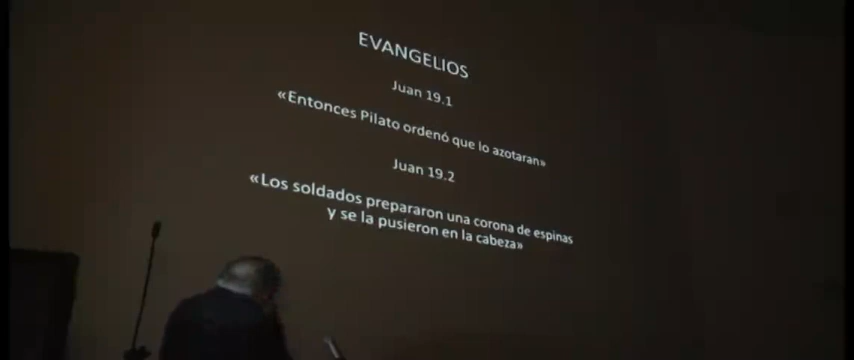 EVANGELIOS
Juan 19.1
«Entonces Pilato ordenó que lo azotaran»
Juan 19.2
«Los soldados prepararon una corona de espinas
y se la pusieron en la cabeza»